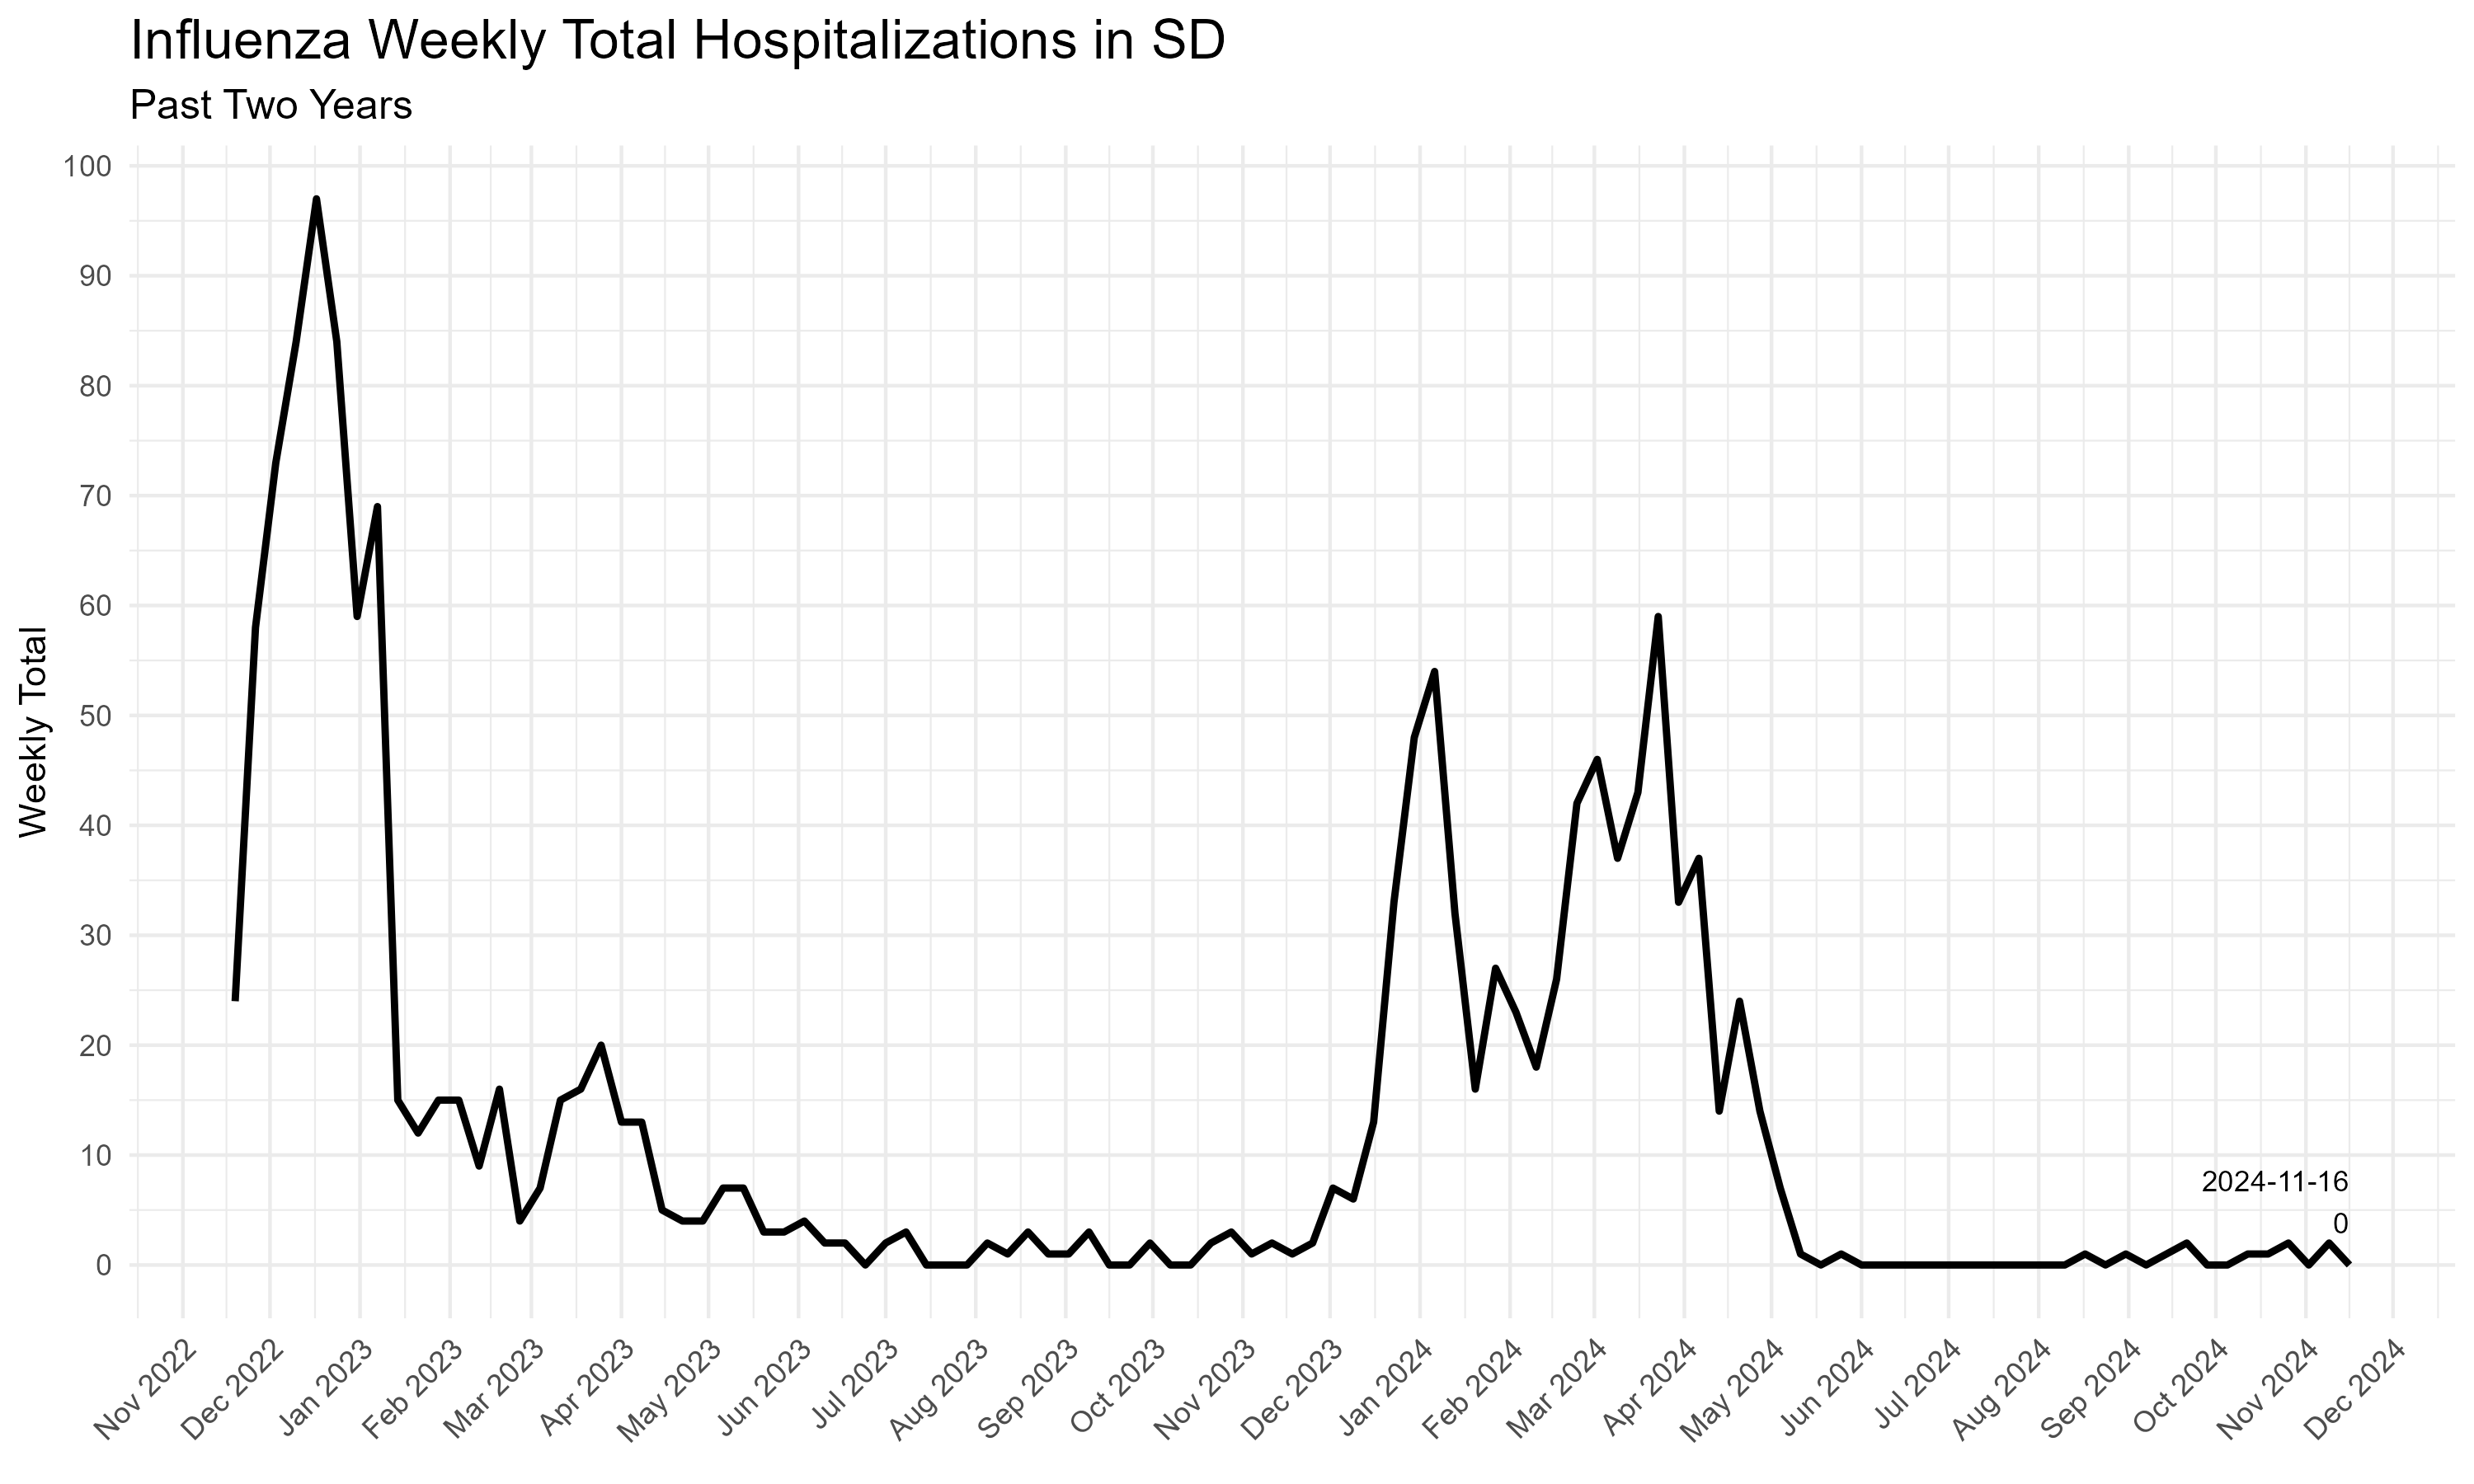 Influenza Weekly Total Hospitalizations in SD
Past Two Years
Weekly Total
100
90
80
70
60
50
40
30
20
10
0
2024-11-16
0
Nov 2022
Dec 2022
Jan 2023
Feb 2023
Mar 2023
Apr 2023
May 2023
Jun 2023
Jul 2023
Aug 2023
Sep 2023
Oct 2023
Nov 2023
Dec 2023
Jan 2024
Feb 2024
Mar 2024
Apr 2024
May 2024
Jun 2024
Jul 2024
Aug 2024
Sep 2024
Oct 2024
Nov 2024
Dec 2024